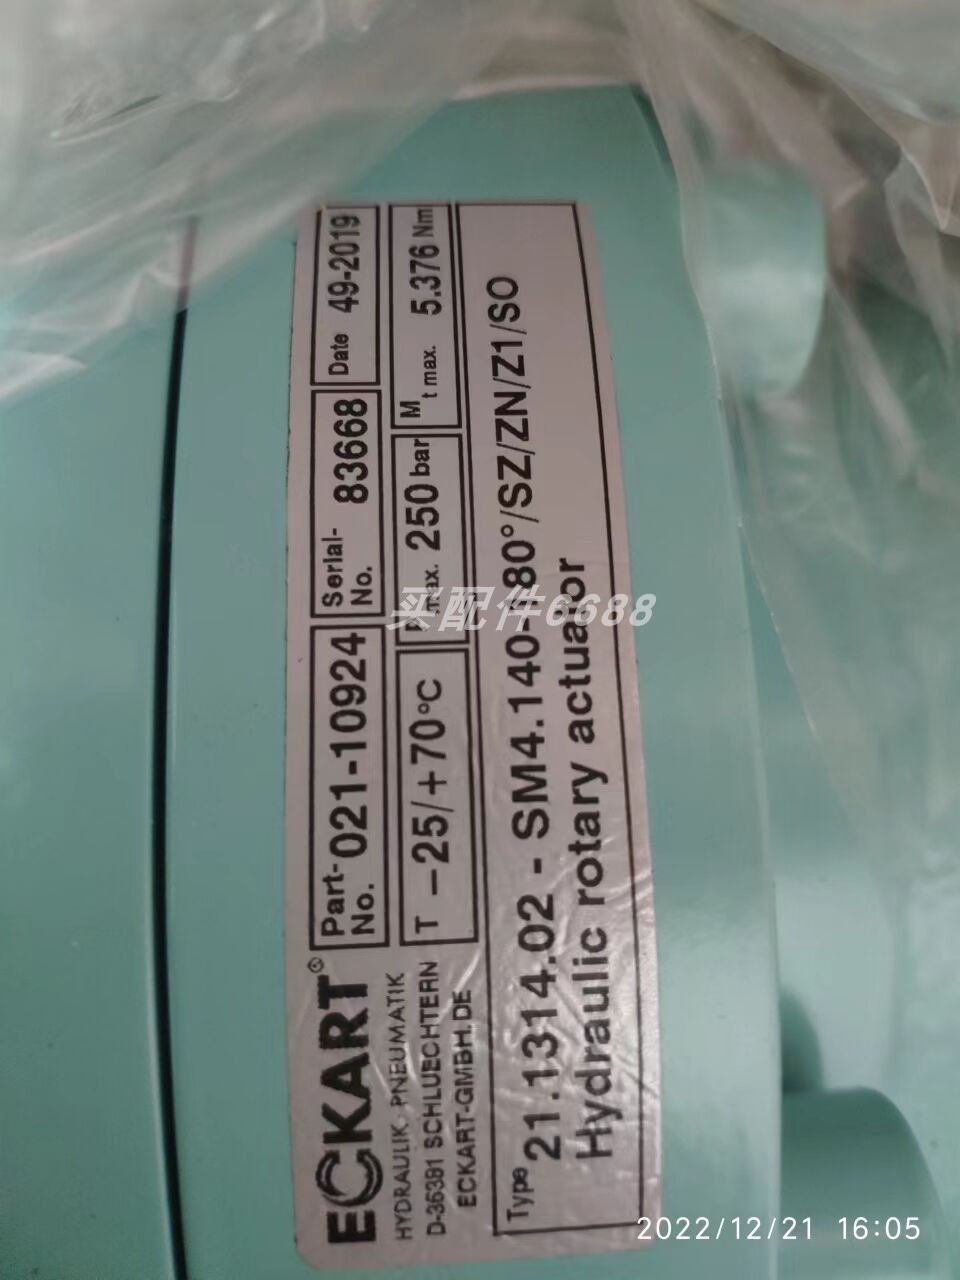 ECKART®
HYDRAULIK PNEUMATIK
D-36381 SCHLUECHTERN
ECKART-GMBH.DE
Part-No. 021-10924
Serial-No. 83668
Date 49-2019
T -25/+70°C
Pmax. 250 bar
Mt max. 5.376 Nm
Type 21.1314.02 - SM4.140-180°/SZ/ZN/Z1/SO
Hydraulic rotary actuator
买配件6688
2022/12/21 16:05